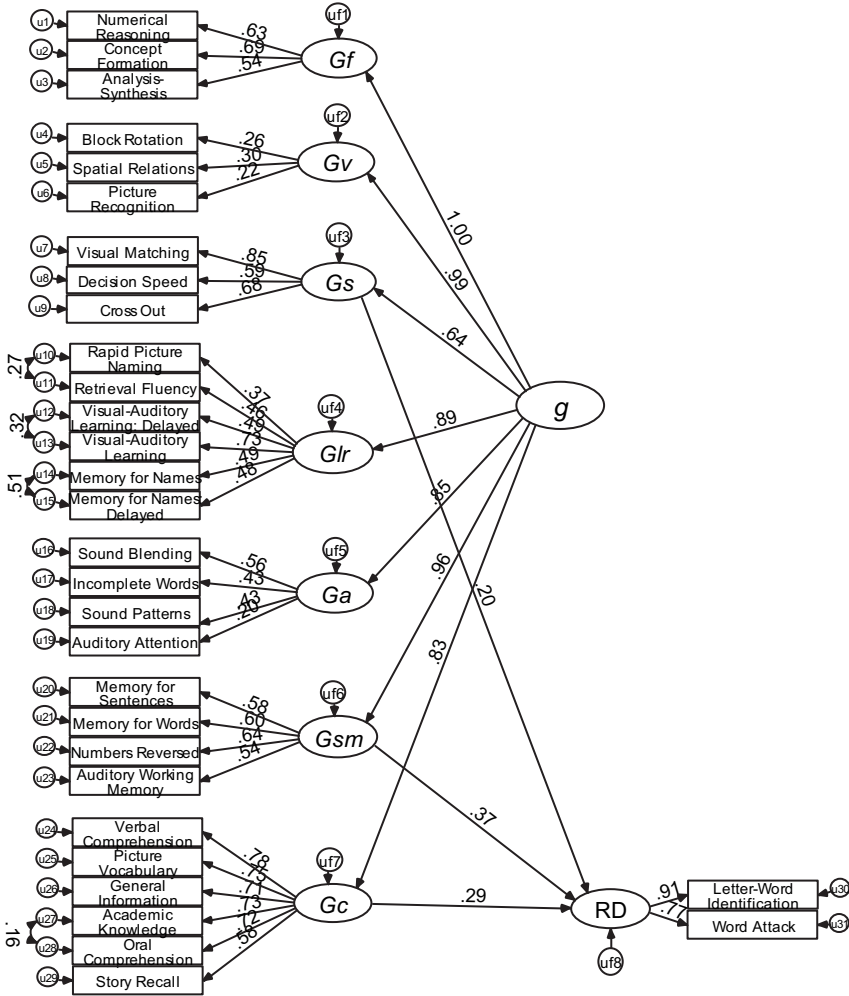 u1
Numerical
Reasoning
.63
uf1
u2
Concept
Formation
.69
Gf
u3
Analysis-
Synthesis
.54
uf2
u4
Block Rotation
.26
u5
Spatial Relations
.30
Gv
u6
Picture
Recognition
.22
1.00
.99
uf3
u7
Visual Matching
.85
u8
Decision Speed
.59
Gs
u9
Cross Out
.68
.64
.27
u10
Rapid Picture
Naming
.37
u11
Retrieval Fluency
.46
uf4
g
.32
u12
Visual-Auditory
Learning: Delayed
.49
.89
u13
Visual-Auditory
Learning
.73
Glr
.51
u14
Memory for Names
.49
u15
Memory for Names
Delayed
.48
.85
uf5
u16
Sound Blending
.56
.96
u17
Incomplete Words
.43
Ga
.20
u18
Sound Patterns
.43
u19
Auditory Attention
.20
.83
uf6
u20
Memory for
Sentences
.58
u21
Memory for Words
.60
Gsm
u22
Numbers Reversed
.64
u23
Auditory Working
Memory
.54
.37
u24
Verbal
Comprehension
.78
uf7
u25
Picture
Vocabulary
.75
u26
General
Information
.71
Gc
.29
RD
.91
Letter-Word
Identification
u30
.16
u27
Academic
Knowledge
.73
.77
Word Attack
u31
u28
Oral
Comprehension
.72
uf8
u29
Story Recall
.58